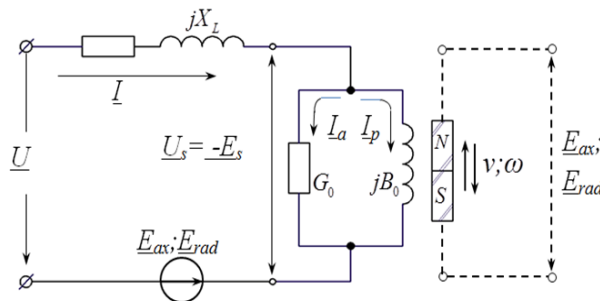 jX_L
I
U
U_s = -E_s
I_a
I_p
G_0
jB_0
N
S
v;ω
E_ax;
E_rad
E_ax;E_rad